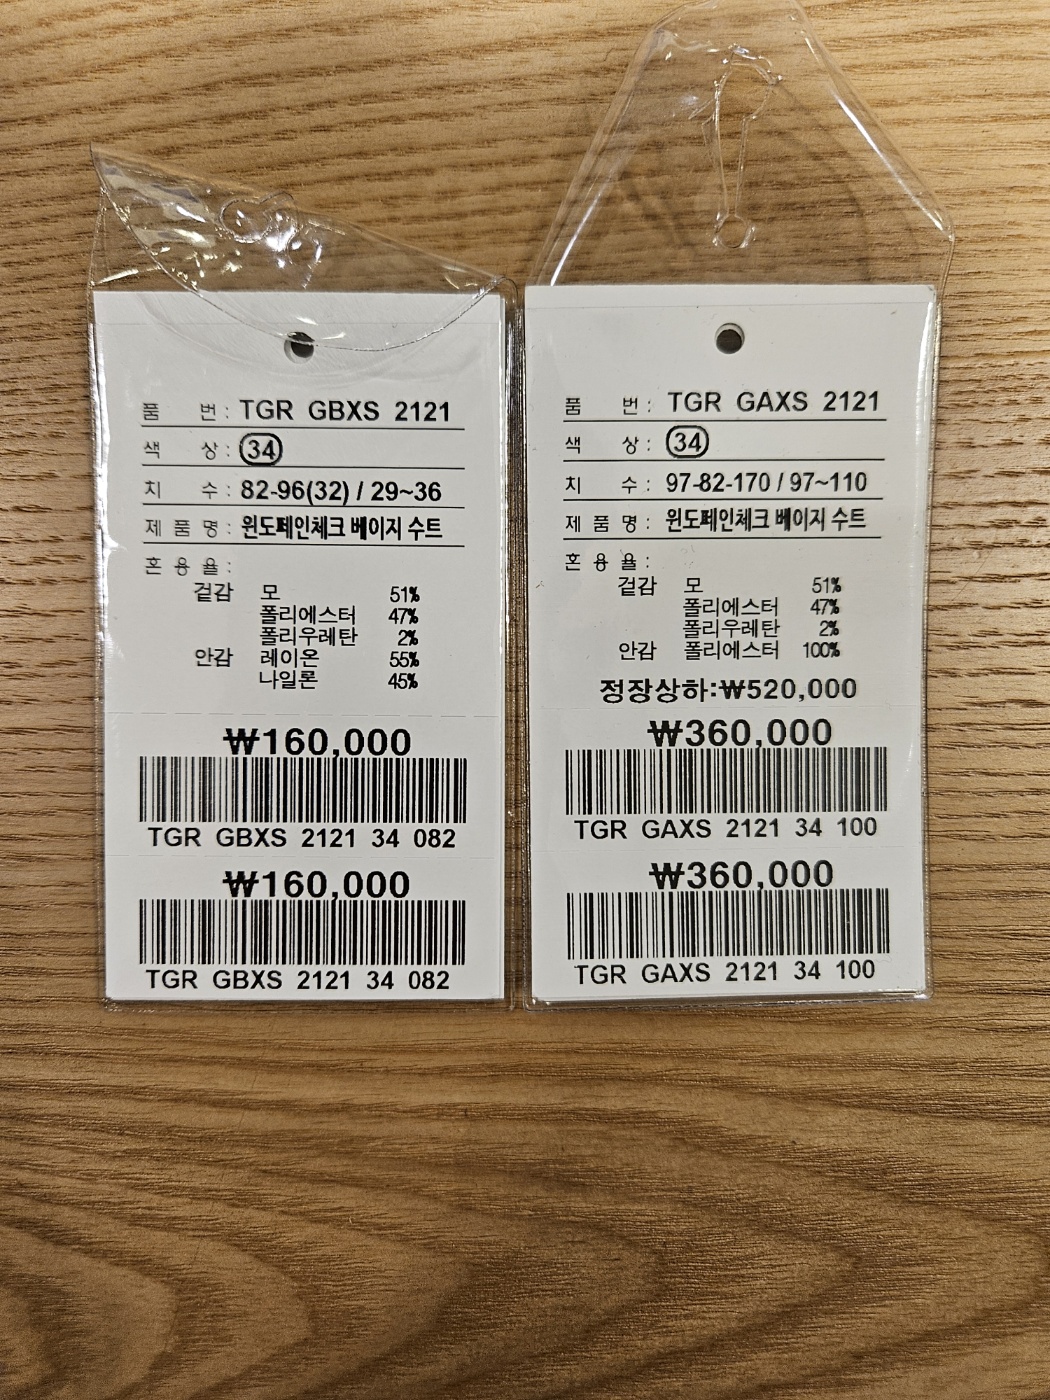 품 번 : TGR GBXS 2121
색 상 : 34
치 수 : 82-96(32) / 29~36
제 품 명 : 윈도페인체크 베이지 수트
혼 용 율 :
겉감 모 51%
폴리에스터 47%
폴리우레탄 2%
안감 레이온 55%
나일론 45%
₩160,000
TGR GBXS 2121 34 082
₩160,000
TGR GBXS 2121 34 082
품 번 : TGR GAXS 2121
색 상 : 34
치 수 : 97-82-170 / 97~110
제 품 명 : 윈도페인체크 베이지 수트
혼 용 율 :
겉감 모 51%
폴리에스터 47%
폴리우레탄 2%
안감 폴리에스터 100%
정장상하:₩520,000
₩360,000
TGR GAXS 2121 34 100
₩360,000
TGR GAXS 2121 34 100